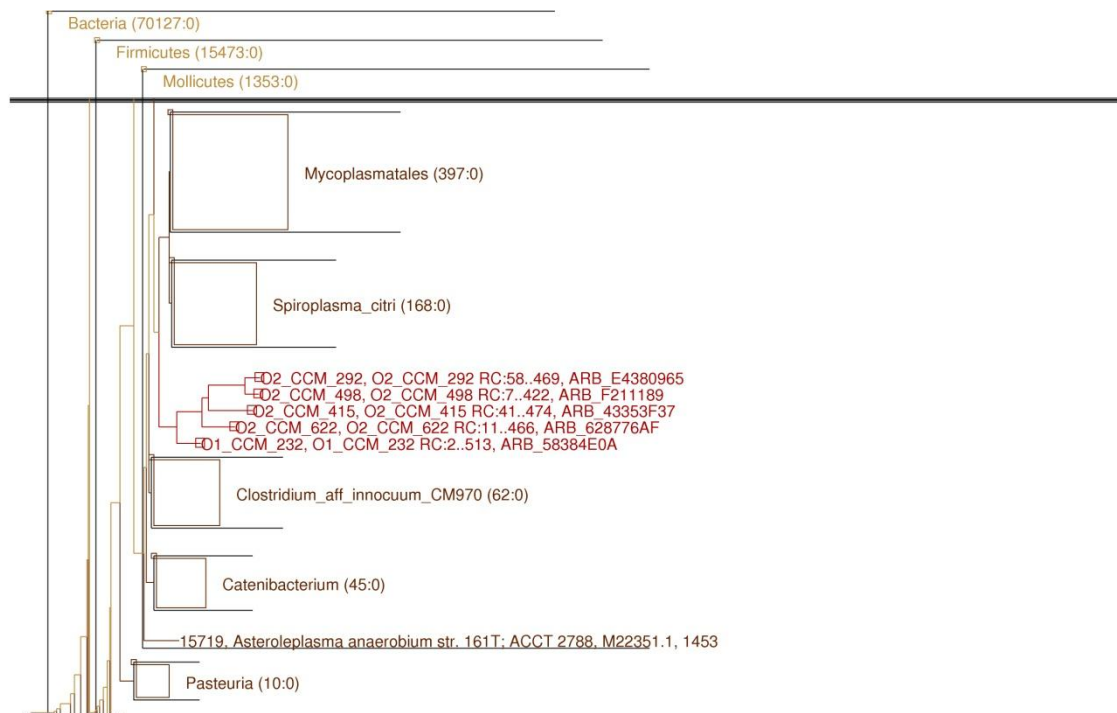 Bacteria (70127:0)
Firmicutes (15473:0)
Mollicutes (1353:0)
Mycoplasmatales (397:0)
Spiroplasma_citri (168:0)
O2_CCM_292, O2_CCM_292 RC:58..469, ARB_E4380965
O2_CCM_498, O2_CCM_498 RC:7..422, ARB_F211189
O2_CCM_415, O2_CCM_415 RC:41..474, ARB_43353F37
O2_CCM_622, O2_CCM_622 RC:11..466, ARB_628776AF
O1_CCM_232, O1_CCM_232 RC:2..513, ARB_58384E0A
Clostridium_aff_innocuum_CM970 (62:0)
Catenibacterium (45:0)
15719, Asteroleplasma anaerobium str. 161T; ACCT 2788, M22351.1, 1453
Pasteuria (10:0)